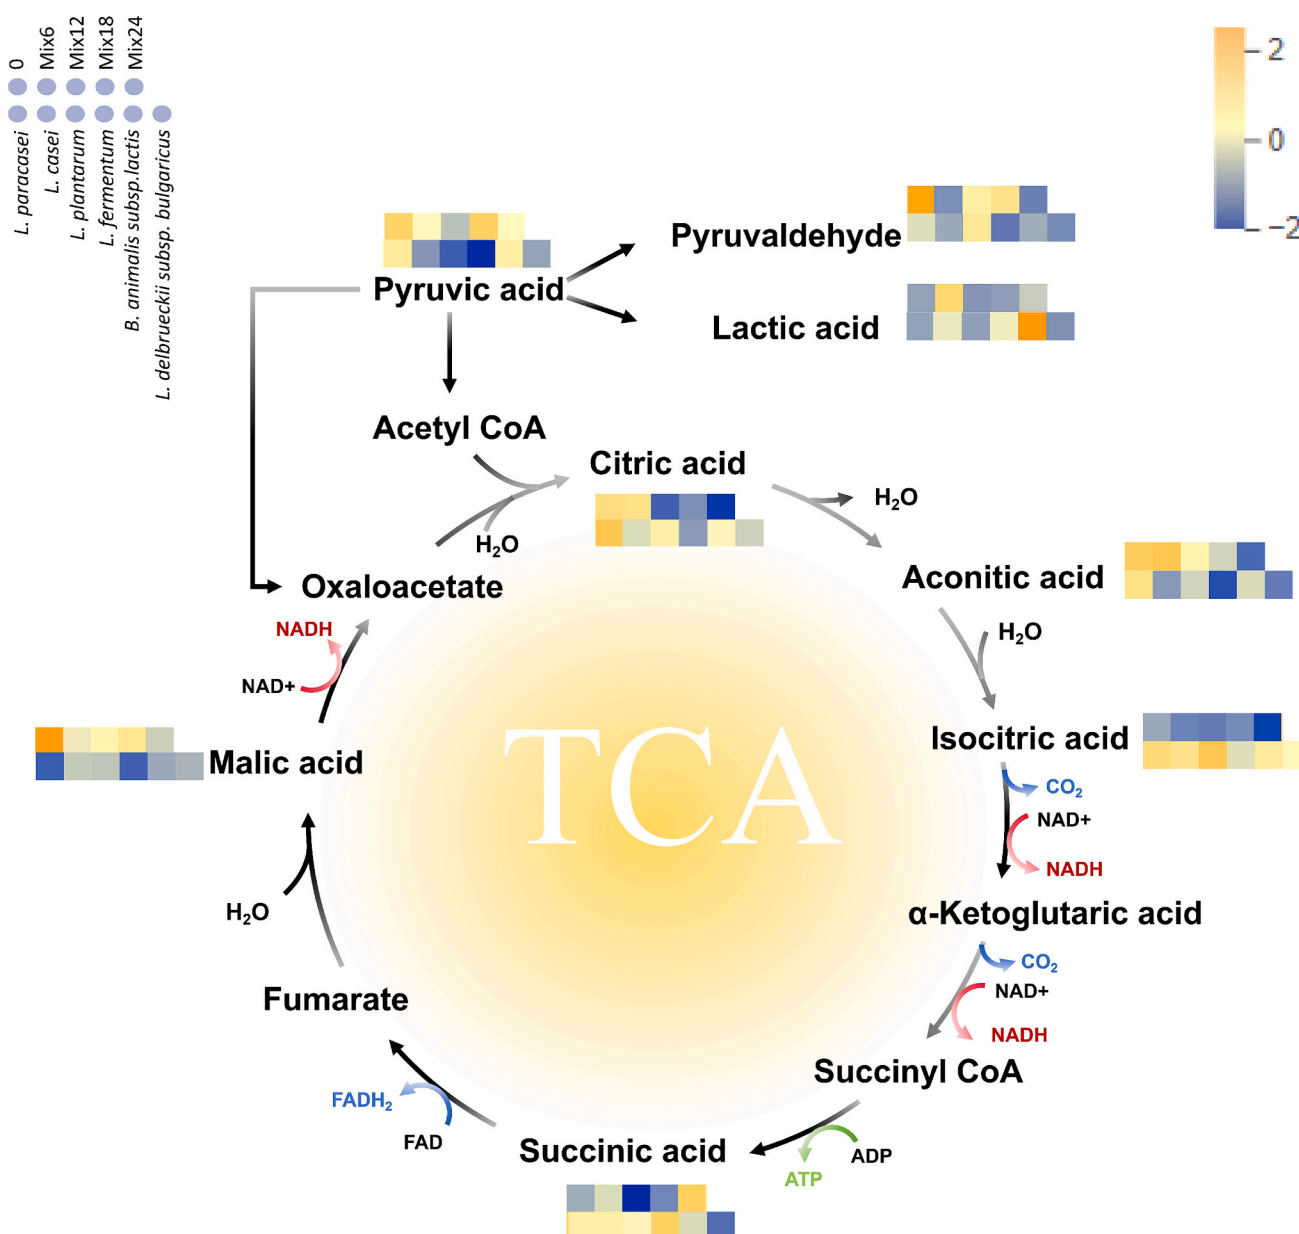 0
Mix6
Mix12
Mix18
Mix24
L. paracasei
L. casei
L. plantarum
L. fermentum
B. animalis subsp.lactis
L. delbrueckii subsp. bulgaricus
2
0
−2
Pyruvaldehyde
Pyruvic acid
Lactic acid
Acetyl CoA
Citric acid
H₂O
H₂O
Oxaloacetate
Aconitic acid
NADH
H₂O
NAD+
Isocitric acid
Malic acid
CO₂
NAD+
TCA
NADH
H₂O
α-Ketoglutaric acid
CO₂
NAD+
Fumarate
NADH
Succinyl CoA
FADH₂
FAD
Succinic acid
ADP
ATP